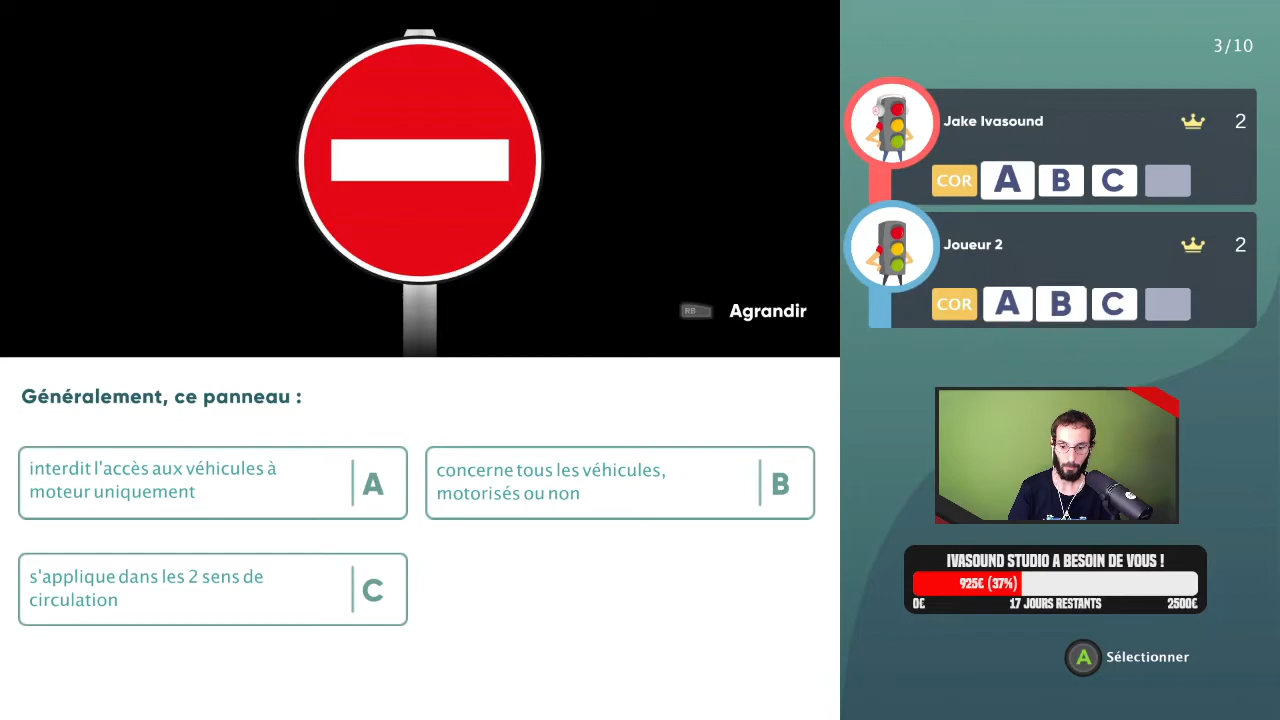 3/10
Jake Ivasound
2
COR A B C
Joueur 2
2
COR A B C
RB Agrandir
Généralement, ce panneau :
interdit l'accès aux véhicules à
moteur uniquement
A
concerne tous les véhicules,
motorisés ou non
B
s'applique dans les 2 sens de
circulation
C
IVASOUND STUDIO A BESOIN DE VOUS !
925€ (37%)
0€ 17 JOURS RESTANTS 2500€
A Sélectionner